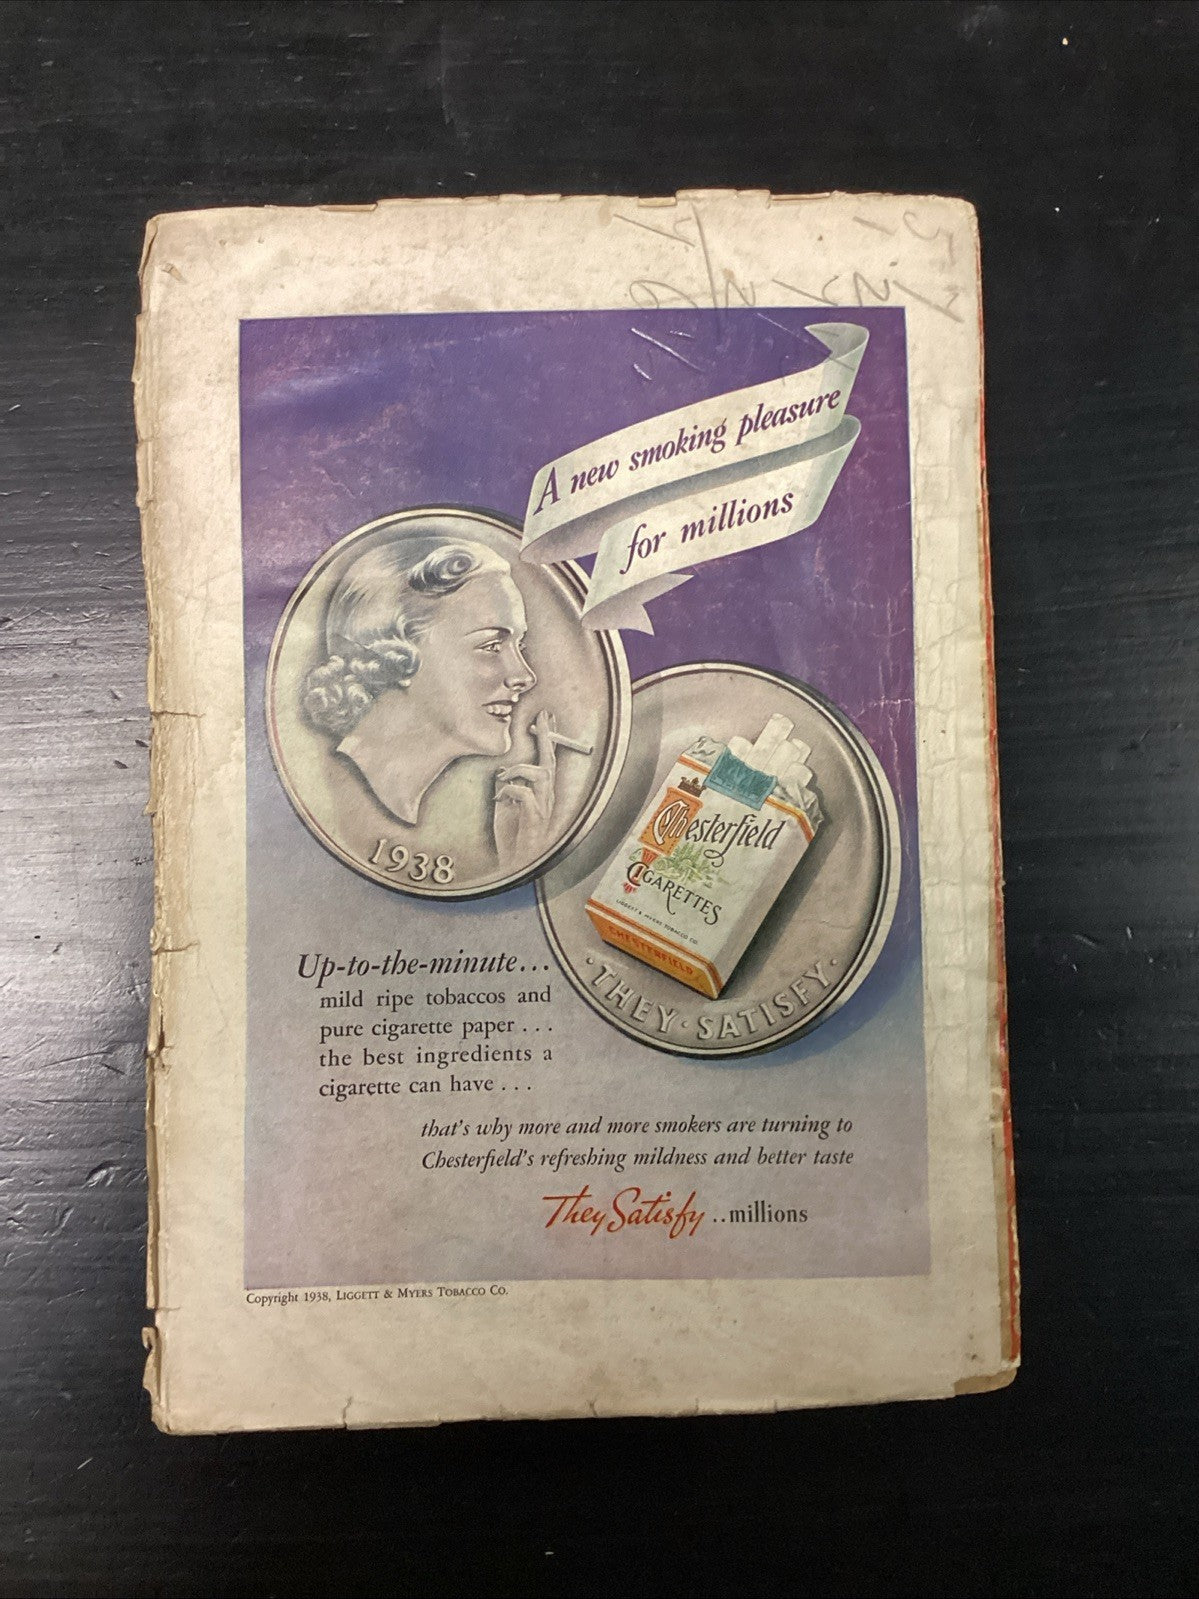 A new smoking pleasure
for millions
1938
Chesterfield
CIGARETTES
LIGGETT & MYERS TOBACCO CO.
CHESTERFIELD
· THEY · SATISFY ·
Up-to-the-minute...
mild ripe tobaccos and
pure cigarette paper . . .
the best ingredients a
cigarette can have . . .
that's why more and more smokers are turning to
Chesterfield's refreshing mildness and better taste
They Satisfy ..millions
Copyright 1938, LIGGETT & MYERS TOBACCO CO.